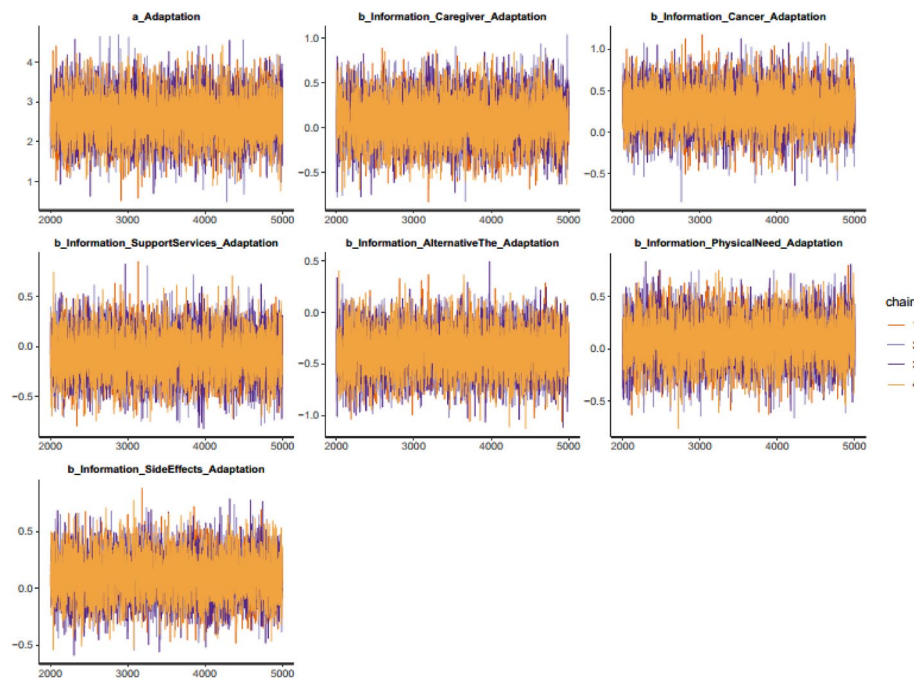 a_Adaptation
b_Information_Caregiver_Adaptation
b_Information_Cancer_Adaptation
4
3
2
1
2000 3000 4000 5000
1.0
0.5
0.0
−0.5
2000 3000 4000 5000
1.0
0.5
0.0
−0.5
2000 3000 4000 5000
b_Information_SupportServices_Adaptation
b_Information_AlternativeThe_Adaptation
b_Information_PhysicalNeed_Adaptation
0.5
0.0
−0.5
2000 3000 4000 5000
0.5
0.0
−0.5
−1.0
2000 3000 4000 5000
0.5
0.0
−0.5
2000 3000 4000 5000
chain
b_Information_SideEffects_Adaptation
0.5
0.0
−0.5
2000 3000 4000 5000